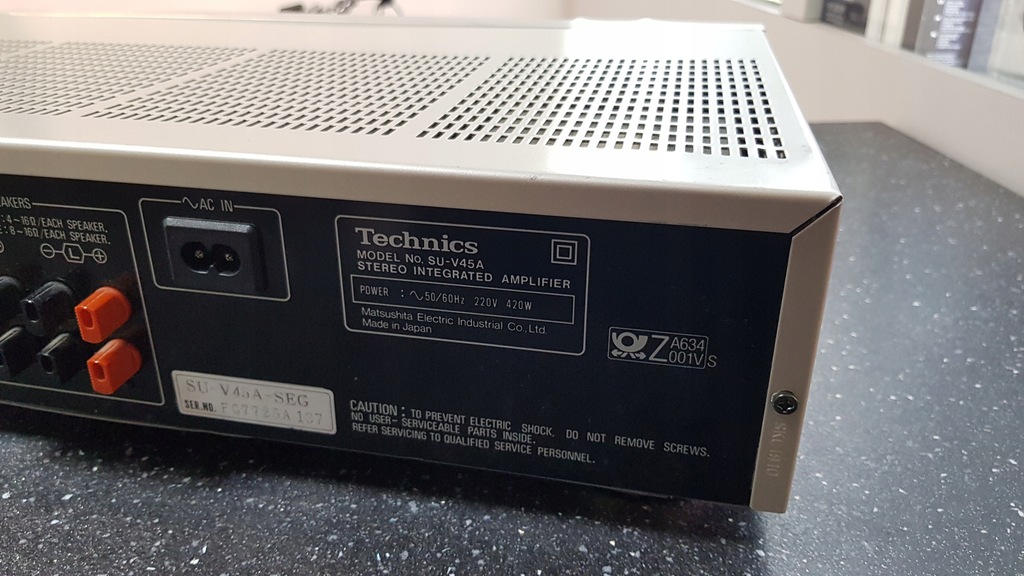 AKERS
: 4~16Ω/EACH SPEAKER.
: 8-16Ω/EACH SPEAKER.
⊖ L ⊕
∿AC IN
Technics
MODEL No. SU-V45A
STEREO INTEGRATED AMPLIFIER
POWER : ∿50/60Hz 220V 420W
Matsushita Electric Industrial Co., Ltd.
Made in Japan
Z A634
001V S
SU-V45A-SEG
SER.NO.
CAUTION: TO PREVENT ELECTRIC SHOCK, DO NOT REMOVE SCREWS.
NO USER-SERVICEABLE PARTS INSIDE.
REFER SERVICING TO QUALIFIED SERVICE PERSONNEL.